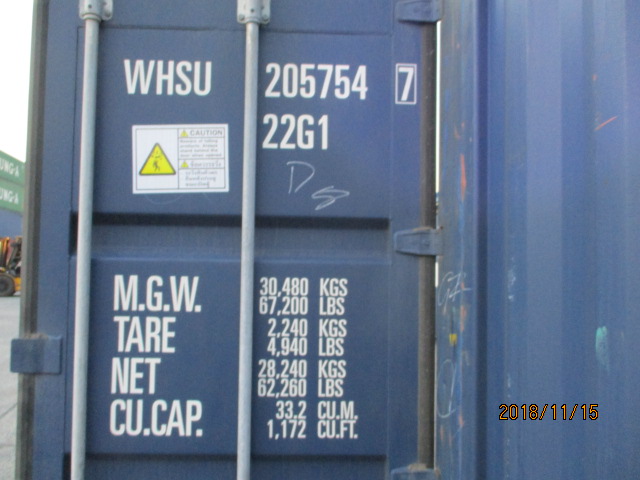 WHSU 205754 7
22G1
CAUTION
DS
M.G.W. 30,480 KGS
67,200 LBS
TARE 2,240 KGS
4,940 LBS
NET 28,240 KGS
62,260 LBS
CU.CAP. 33.2 CU.M.
1,172 CU.FT.
2018/11/15